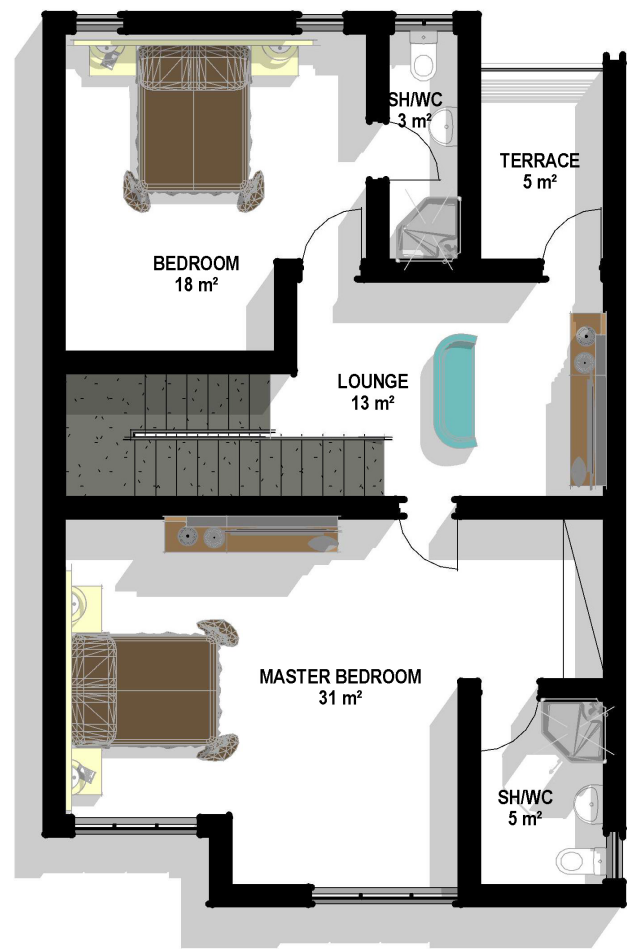 SH/WC
3 m²
TERRACE
5 m²
BEDROOM
18 m²
LOUNGE
13 m²
MASTER BEDROOM
31 m²
SH/WC
5 m²